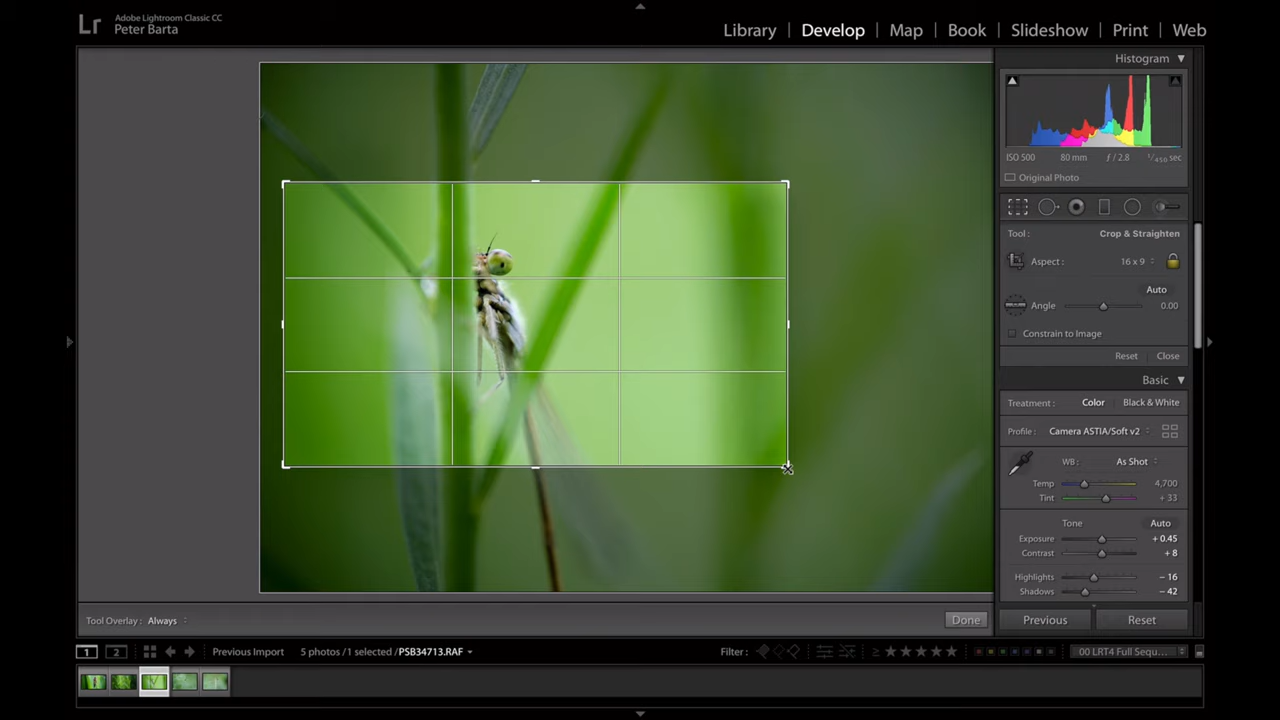 Lr
Adobe Lightroom Classic CC
Peter Barta
Library | Develop | Map | Book | Slideshow | Print | Web
Histogram
ISO 500 80 mm ƒ / 2.8 1/450 sec
Original Photo
Tool : Crop & Straighten
Aspect : 16 x 9
Auto
Angle 0.00
Constrain to Image
Reset Close
Basic
Treatment : Color Black & White
Profile : Camera ASTIA/Soft v2
WB : As Shot
Temp 4,700
Tint + 33
Tone Auto
Exposure + 0.45
Contrast + 8
Highlights – 16
Shadows – 42
Tool Overlay : Always Done
Previous Reset
1 2 Previous Import 5 photos / 1 selected / PSB34713.RAF Filter : ≥ ★★★★★ 00 LRT4 Full Sequ...